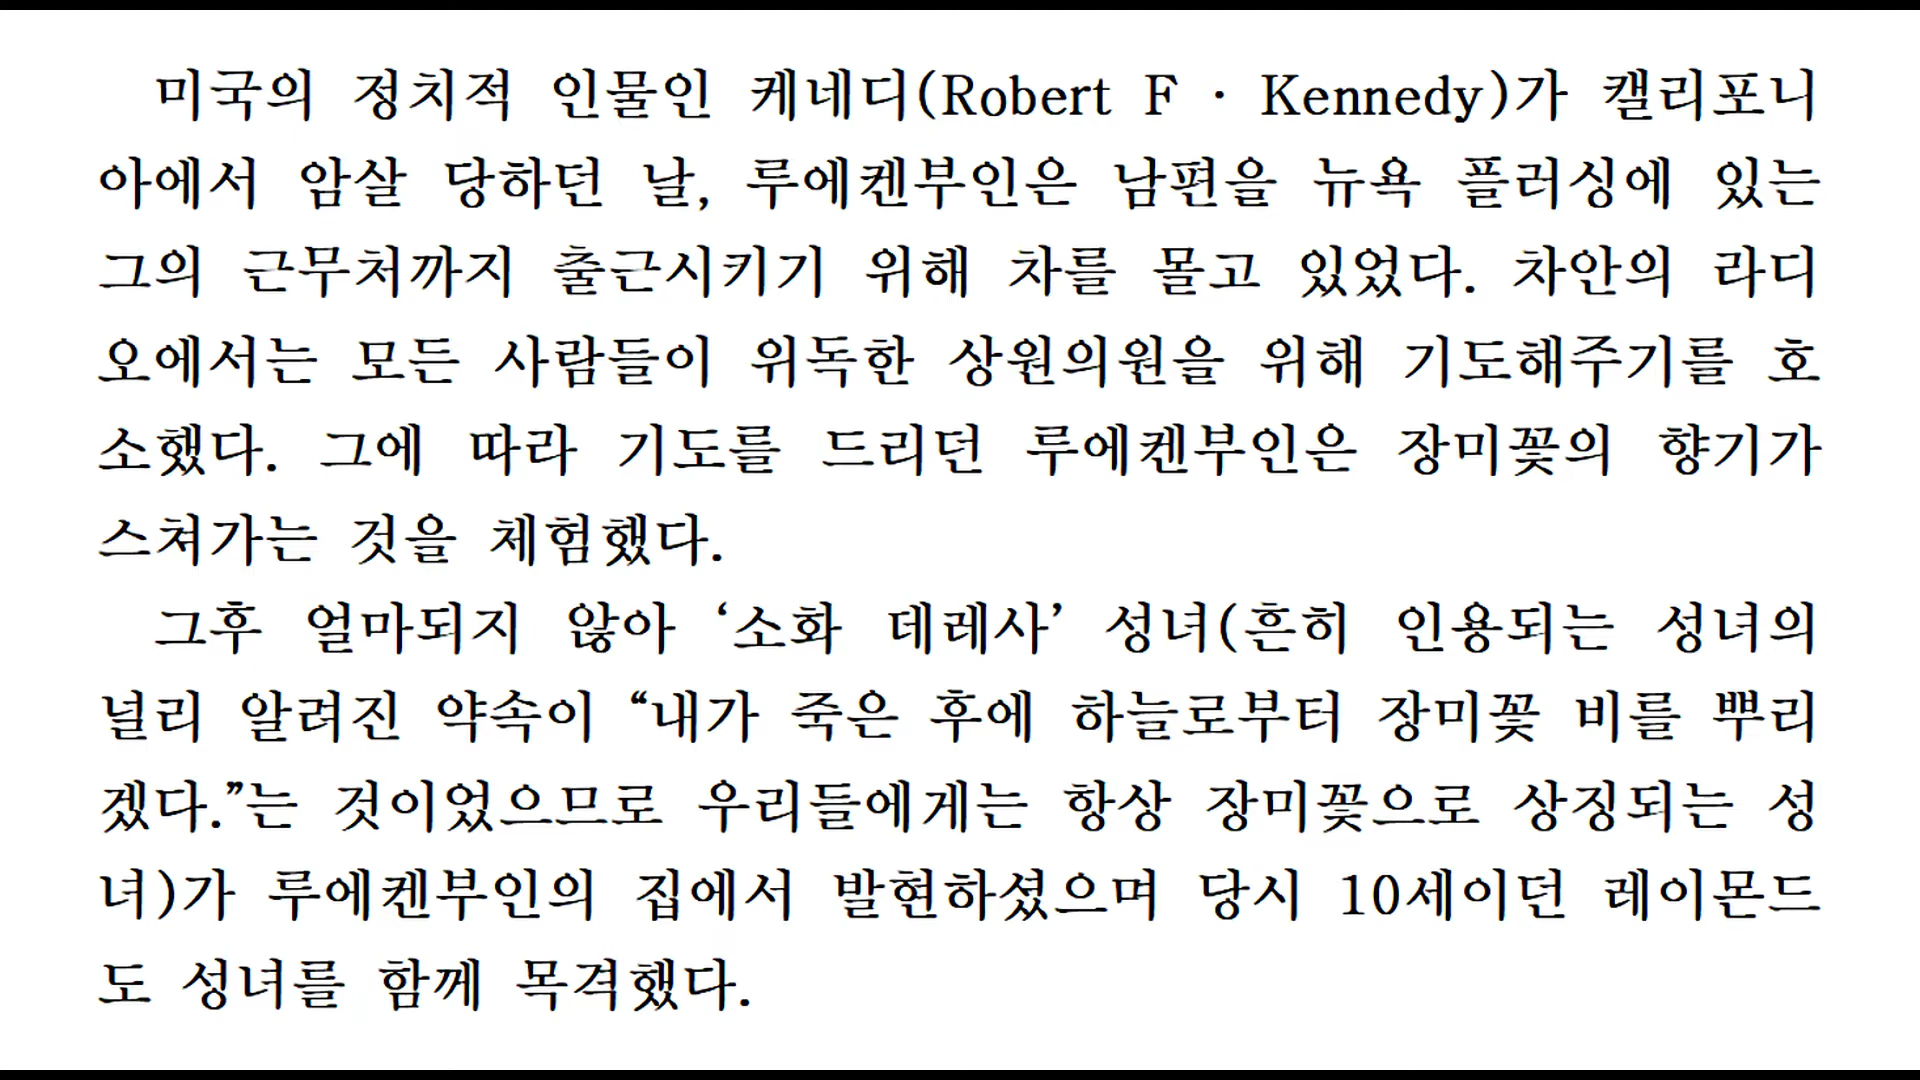 미국의 정치적 인물인 케네디(Robert F · Kennedy)가 캘리포니
아에서 암살 당하던 날, 루에켄부인은 남편을 뉴욕 플러싱에 있는
그의 근무처까지 출근시키기 위해 차를 몰고 있었다. 차안의 라디
오에서는 모든 사람들이 위독한 상원의원을 위해 기도해주기를 호
소했다. 그에 따라 기도를 드리던 루에켄부인은 장미꽃의 향기가
스쳐가는 것을 체험했다.
그후 얼마되지 않아 ‘소화 데레사’ 성녀(흔히 인용되는 성녀의
널리 알려진 약속이 “내가 죽은 후에 하늘로부터 장미꽃 비를 뿌리
겠다.”는 것이었으므로 우리들에게는 항상 장미꽃으로 상징되는 성
녀)가 루에켄부인의 집에서 발현하셨으며 당시 10세이던 레이몬드
도 성녀를 함께 목격했다.